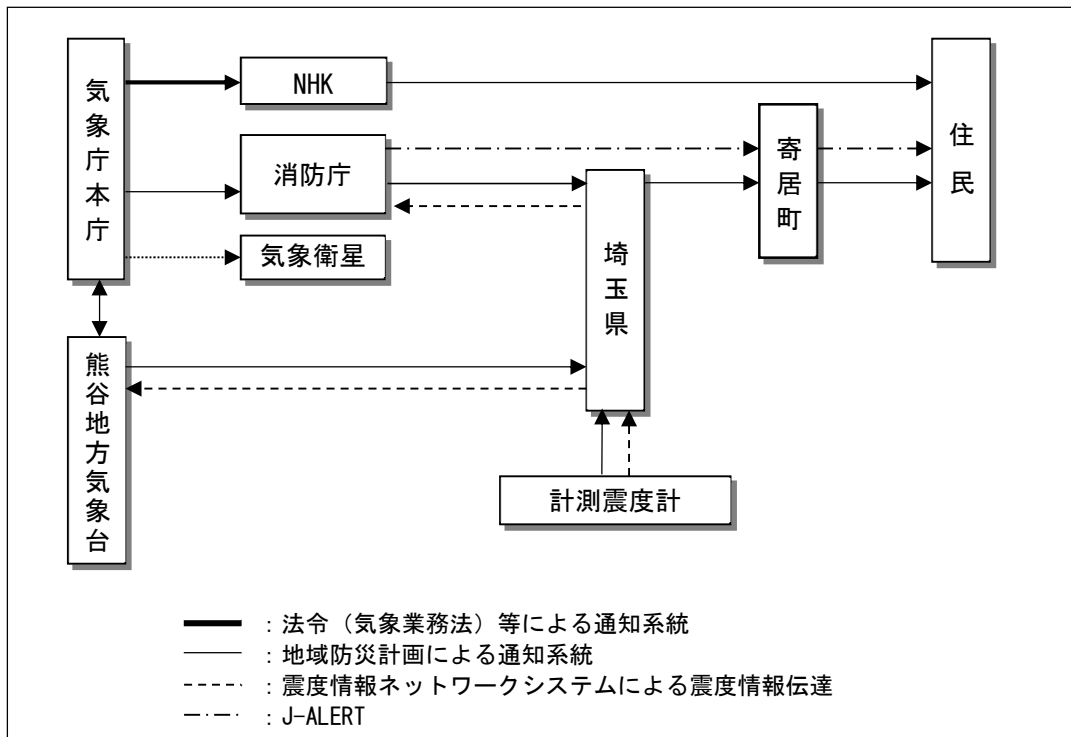 気象庁本庁
NHK
消防庁
気象衛星
寄居町
住民
埼玉県
熊谷地方気象台
計測震度計
：法令（気象業務法）等による通知系統
：地域防災計画による通知系統
：震度情報ネットワークシステムによる震度情報伝達
：J-ALERT